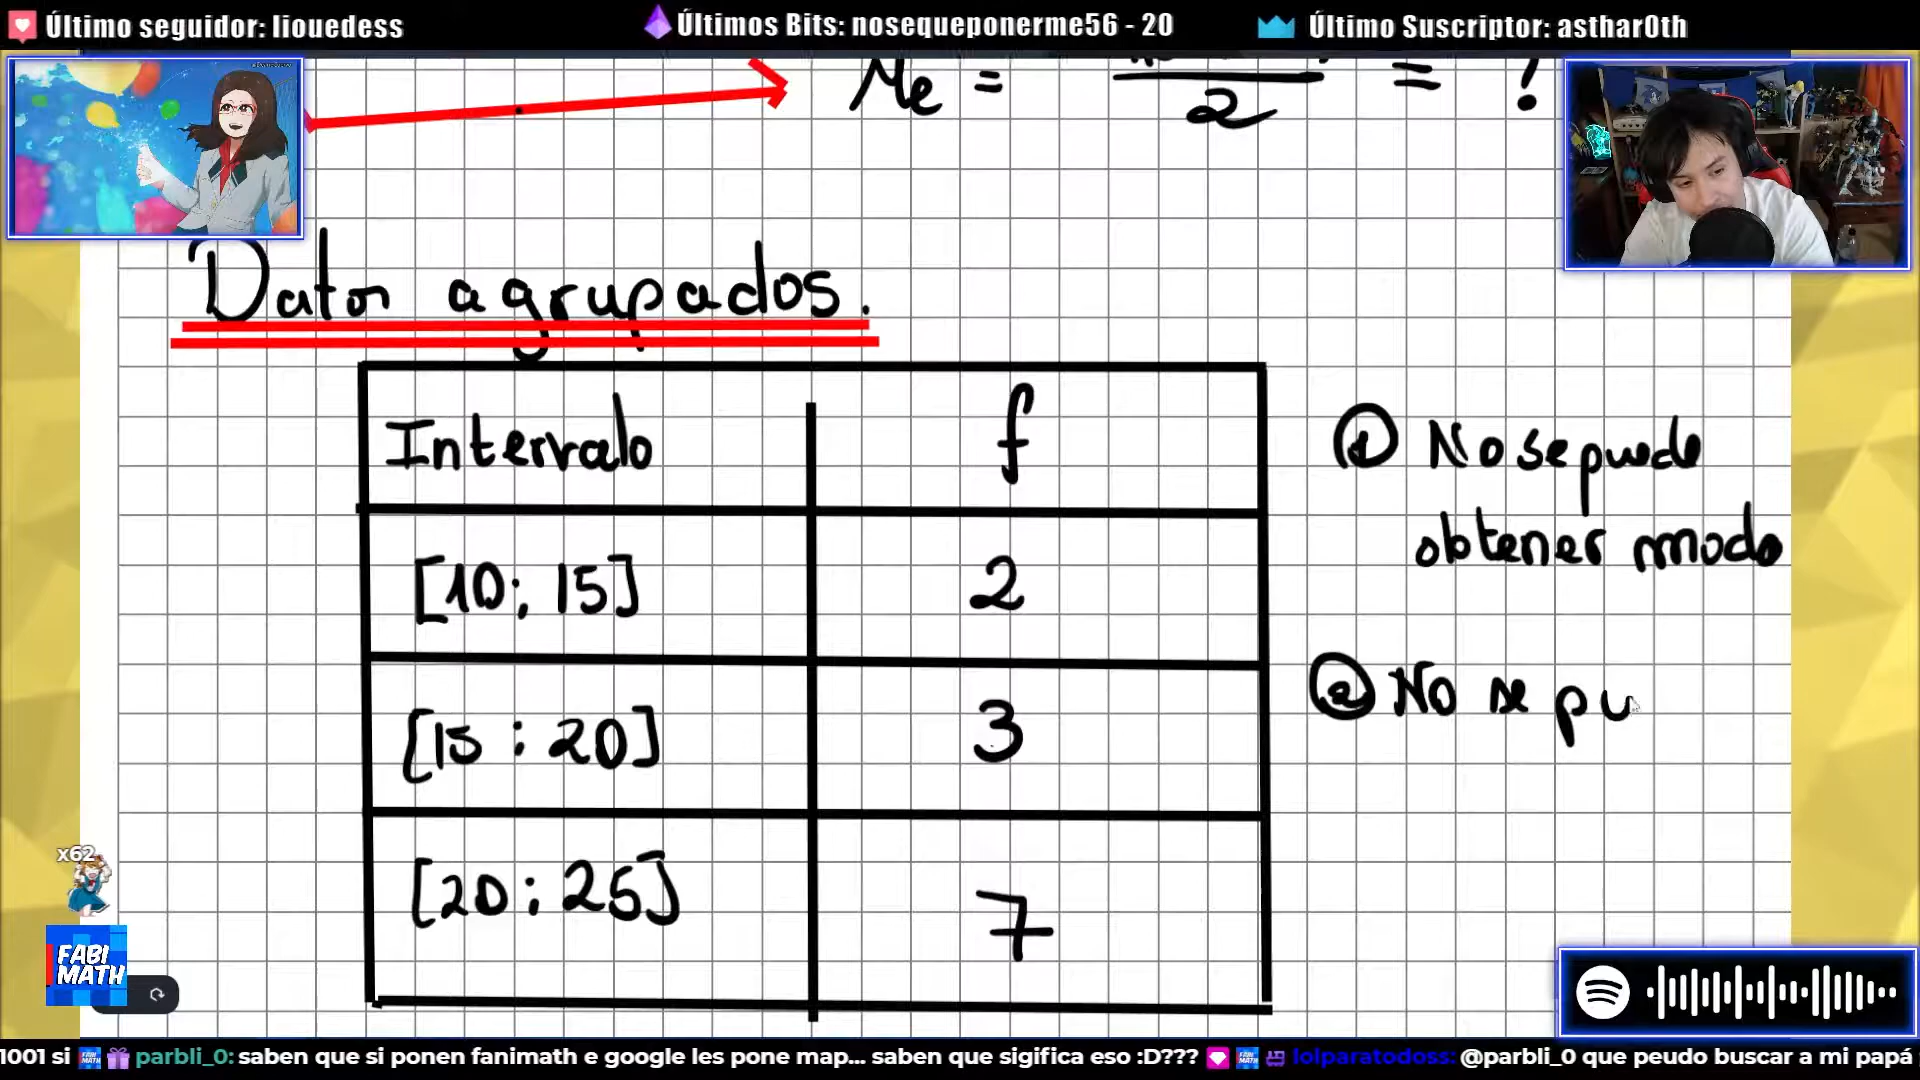 Último seguidor: liouedess
Últimos Bits: nosequeponerme56 - 20
Último Suscriptor: asthar0th
Me = 2 = ?
Datos agrupados.
Intervalo f
[10; 15] 2
[15 : 20] 3
[20 : 25] 7
① No se puede
obtener moda
② No se pu
x62
FABI
MATH
1001 si parbli_0: saben que si ponen fanimath e google les pone map... saben que sigifica eso :D??? lolparatodoss: @parbli_0 que peudo buscar a mi papá